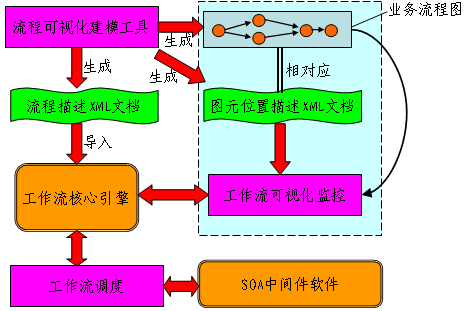 流程可视化建模工具
生成
业务流程图
生成
生成
相对应
流程描述XML文档
图元位置描述XML文档
导入
工作流核心引擎
工作流可视化监控
工作流调度
SOA中间件软件